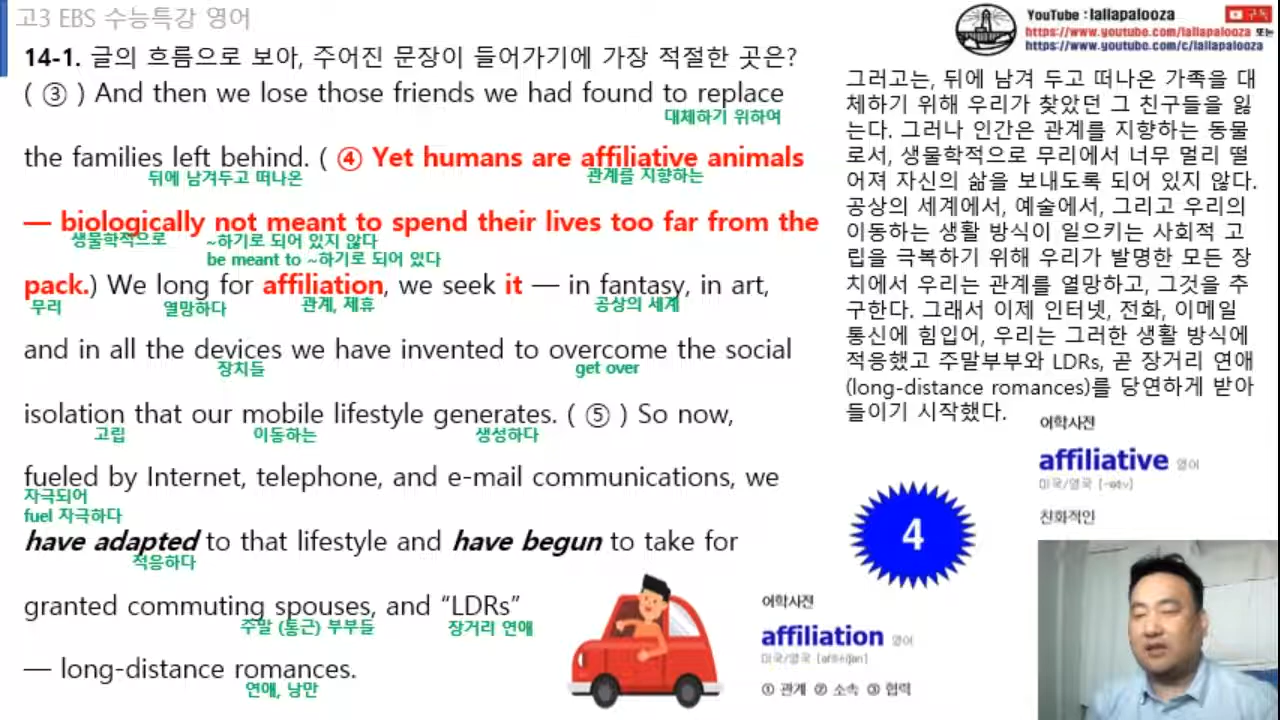 고3 EBS 수능특강 영어
14-1. 글의 흐름으로 보아, 주어진 문장이 들어가기에 가장 적절한 곳은?
( ③ ) And then we lose those friends we had found to replace
대체하기 위하여
the families left behind. ( ④ Yet humans are affiliative animals
뒤에 남겨두고 떠나온 관계를 지향하는
— biologically not meant to spend their lives too far from the
생물학적으로 ~하기로 되어 있지 않다
be meant to ~하기로 되어 있다
pack.) We long for affiliation, we seek it — in fantasy, in art,
무리 열망하다 관계, 제휴 공상의 세계
and in all the devices we have invented to overcome the social
장치들 get over
isolation that our mobile lifestyle generates. ( ⑤ ) So now,
고립 이동하는 생성하다
fueled by Internet, telephone, and e-mail communications, we
자극되어
fuel 자극하다
have adapted to that lifestyle and have begun to take for
적응하다
granted commuting spouses, and “LDRs”
주말 (통근) 부부들 장거리 연애
— long-distance romances.
연애, 낭만
YouTube : lallapalooza 구독
https://www.youtube.com/lallapalooza 또는
https://www.youtube.com/c/lallapalooza
그러고는, 뒤에 남겨 두고 떠나온 가족을 대
체하기 위해 우리가 찾았던 그 친구들을 잃
는다. 그러나 인간은 관계를 지향하는 동물
로서, 생물학적으로 무리에서 너무 멀리 떨
어져 자신의 삶을 보내도록 되어 있지 않다.
공상의 세계에서, 예술에서, 그리고 우리의
이동하는 생활 방식이 일으키는 사회적 고
립을 극복하기 위해 우리가 발명한 모든 장
치에서 우리는 관계를 열망하고, 그것을 추
구한다. 그래서 이제 인터넷, 전화, 이메일
통신에 힘입어, 우리는 그러한 생활 방식에
적응했고 주말부부와 LDRs, 곧 장거리 연애
(long-distance romances)를 당연하게 받아
들이기 시작했다.
어학사전
affiliative 영어
미국/영국
친화적인
4
어학사전
affiliation 영어
미국/영국
① 관계 ② 소속 ③ 협력